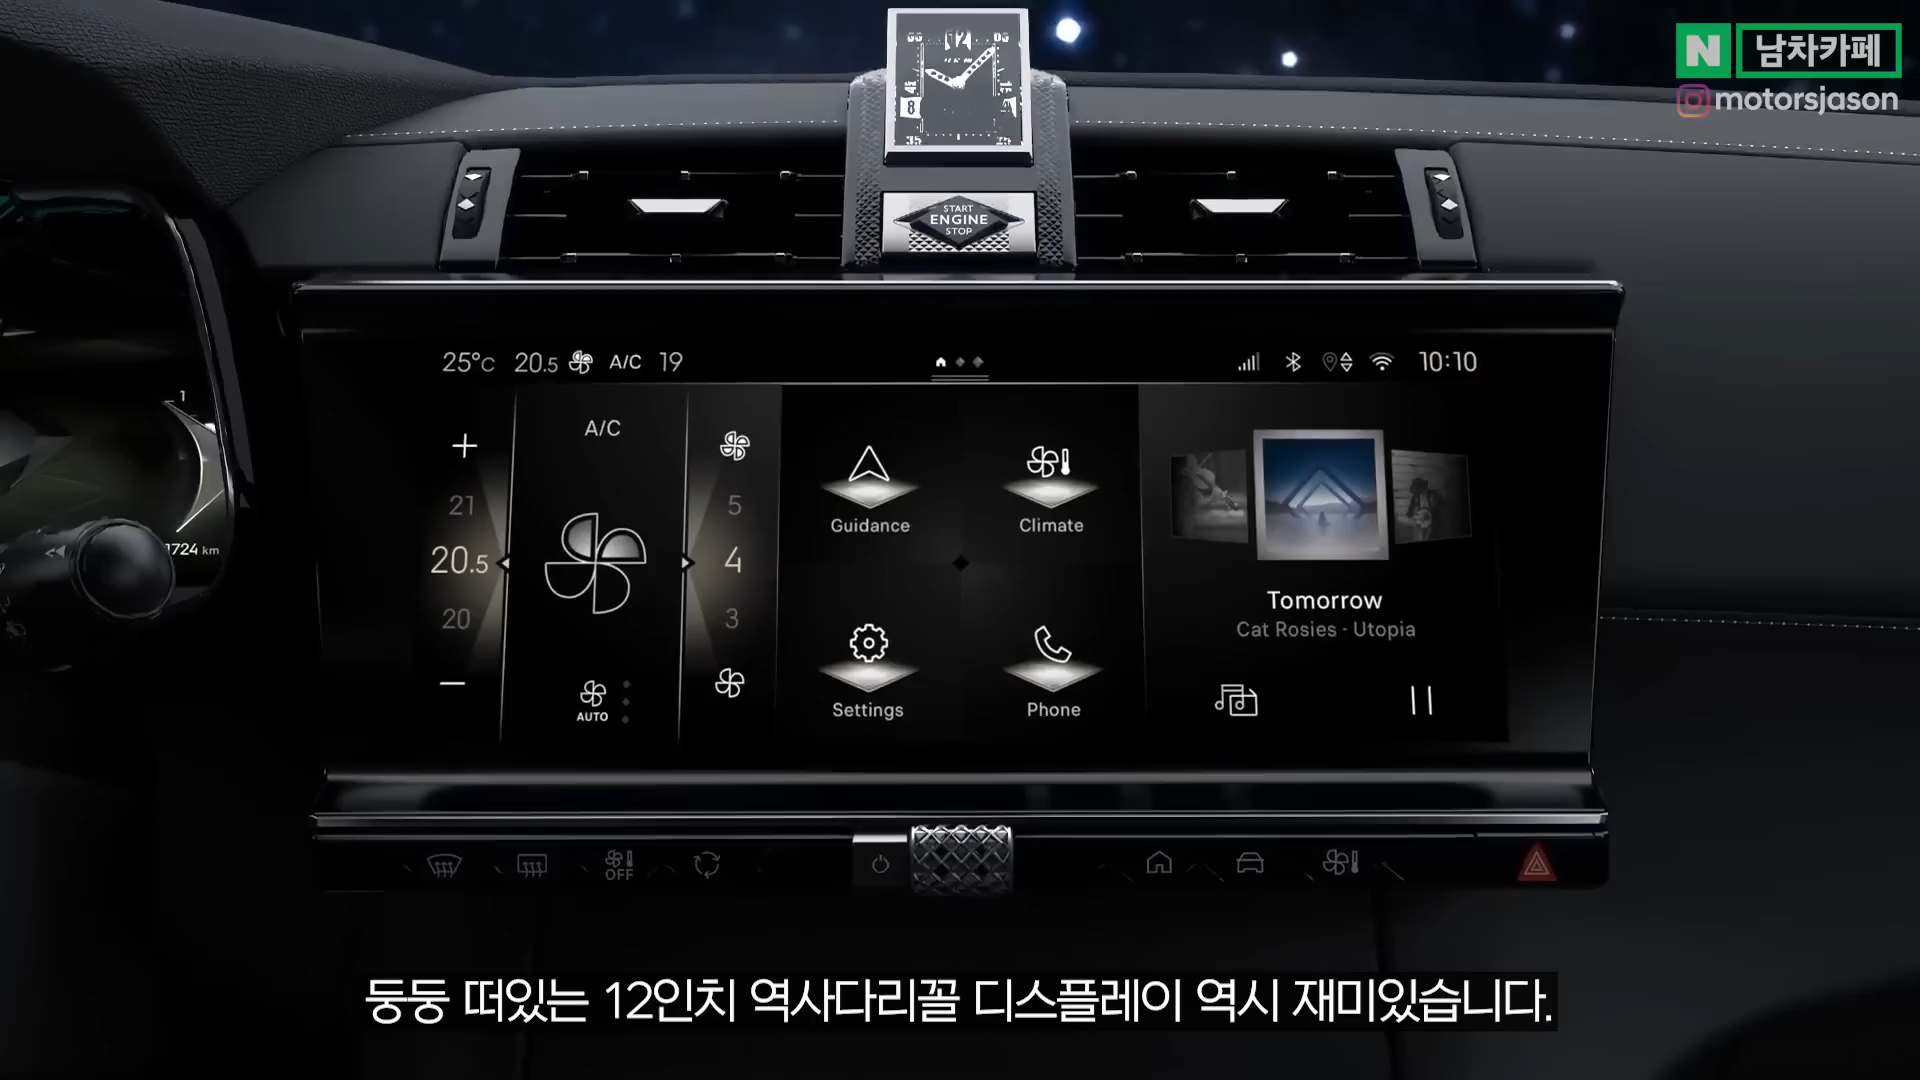 N 남차카페
motorsjason
12
START
ENGINE
STOP
25°C 20.5 A/C 19
10:10
A/C
21
20.5
20
AUTO
5
4
3
Guidance
Climate
Settings
Phone
Tomorrow
Cat Rosies - Utopia
1
1724 km
OFF
둥둥 떠있는 12인치 역사다리꼴 디스플레이 역시 재미있습니다.